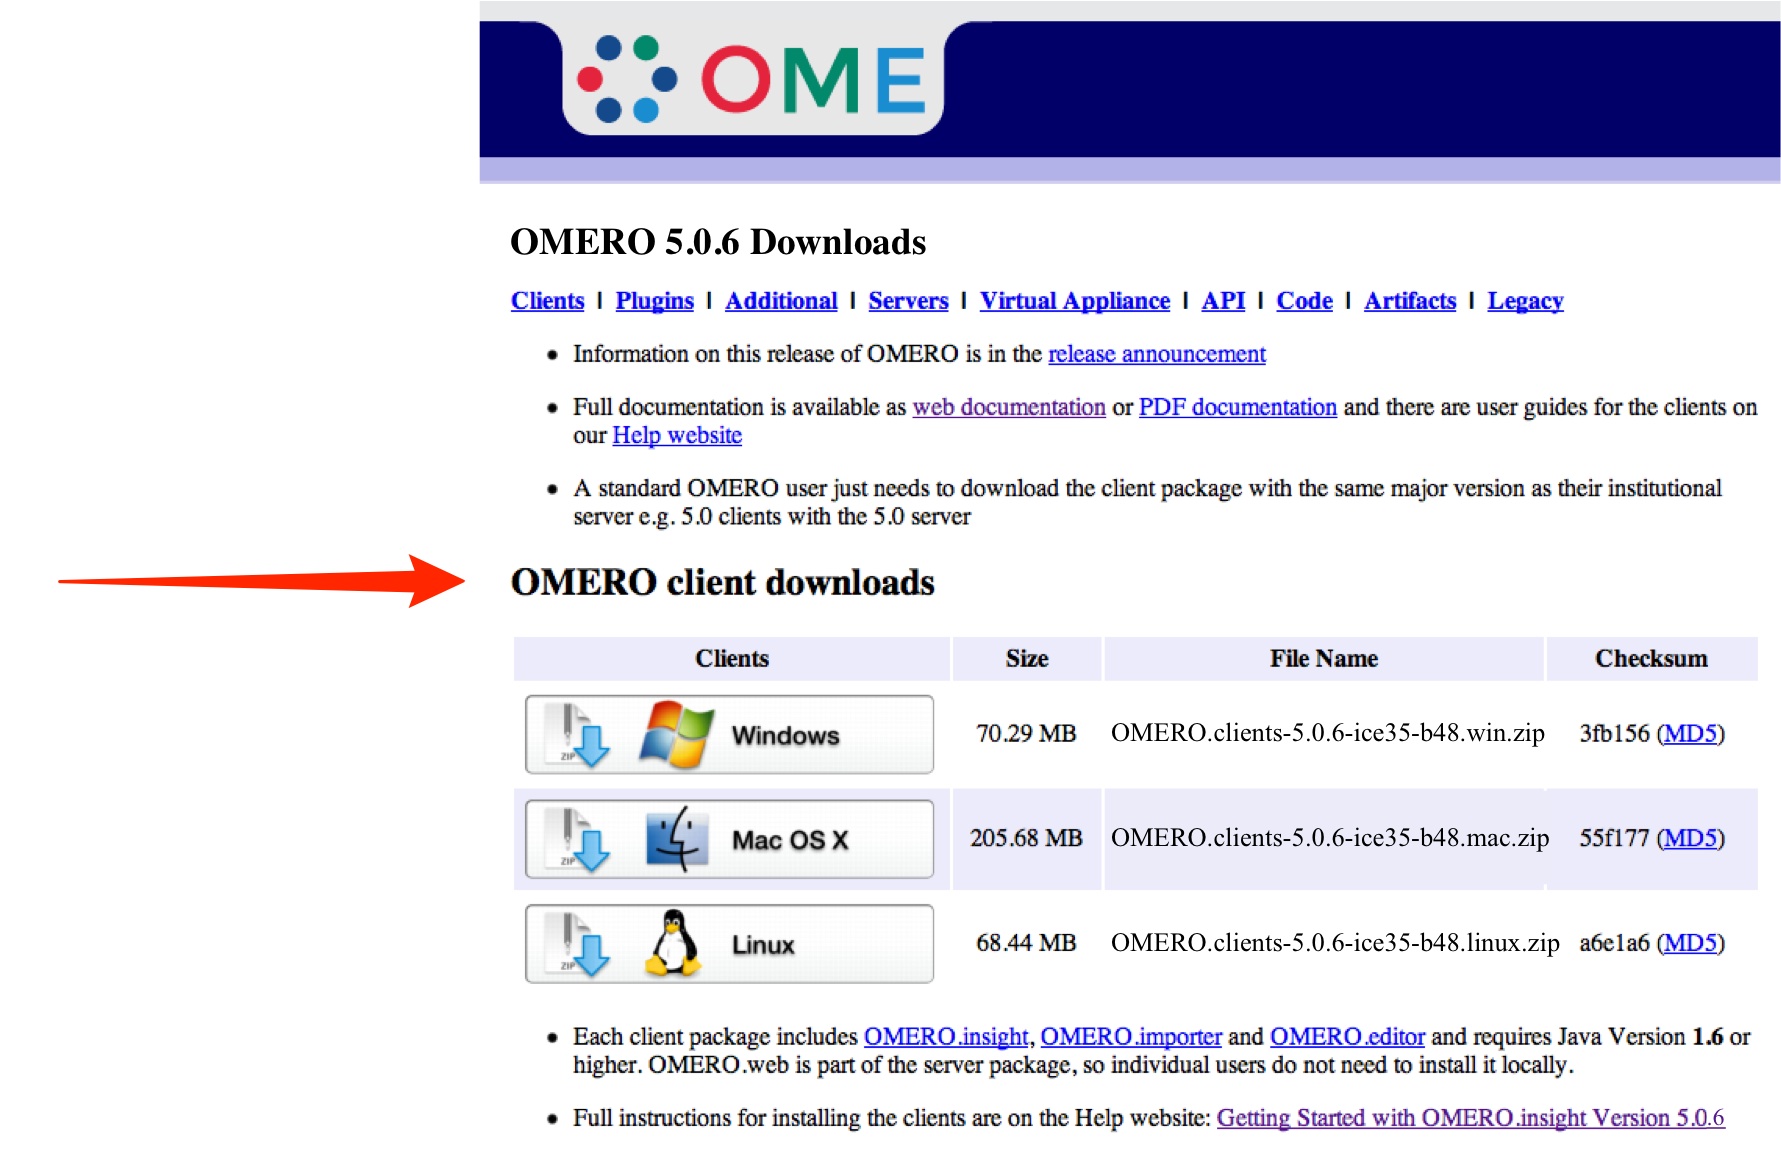 OME
OMERO 5.0.6 Downloads
Clients | Plugins | Additional | Servers | Virtual Appliance | API | Code | Artifacts | Legacy
• Information on this release of OMERO is in the release announcement
• Full documentation is available as web documentation or PDF documentation and there are user guides for the clients on
our Help website
• A standard OMERO user just needs to download the client package with the same major version as their institutional
server e.g. 5.0 clients with the 5.0 server
OMERO client downloads
Clients Size File Name Checksum
ZIP Windows 70.29 MB OMERO.clients-5.0.6-ice35-b48.win.zip 3fb156 (MD5)
ZIP Mac OS X 205.68 MB OMERO.clients-5.0.6-ice35-b48.mac.zip 55f177 (MD5)
ZIP Linux 68.44 MB OMERO.clients-5.0.6-ice35-b48.linux.zip a6e1a6 (MD5)
• Each client package includes OMERO.insight, OMERO.importer and OMERO.editor and requires Java Version 1.6 or
higher. OMERO.web is part of the server package, so individual users do not need to install it locally.
• Full instructions for installing the clients are on the Help website: Getting Started with OMERO.insight Version 5.0.6